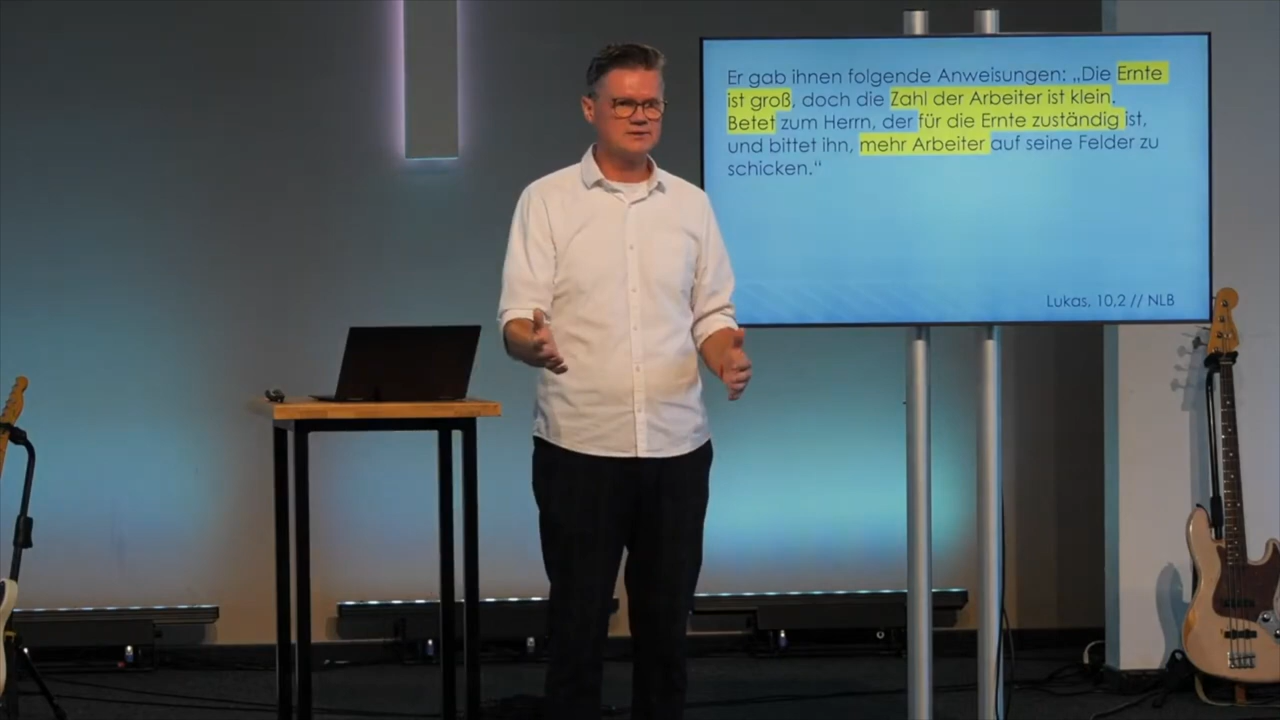 Er gab ihnen folgende Anweisungen: „Die Ernte
ist groß, doch die Zahl der Arbeiter ist klein.
Betet zum Herrn, der für die Ernte zuständig ist,
und bittet ihn, mehr Arbeiter auf seine Felder zu
schicken.“
Lukas, 10,2 // NLB